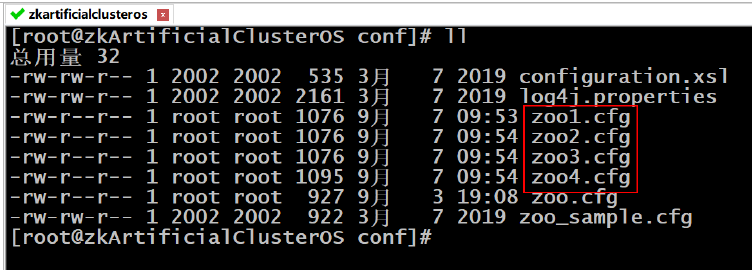 zkartificialclusteros
[root@zkArtificialClusterOS conf]# ll
总用量 32
-rw-rw-r-- 1 2002 2002  535 3月   7 2019 configuration.xsl
-rw-rw-r-- 1 2002 2002 2161 3月   7 2019 log4j.properties
-rw-r--r-- 1 root root 1076 9月   7 09:53 zoo1.cfg
-rw-r--r-- 1 root root 1076 9月   7 09:54 zoo2.cfg
-rw-r--r-- 1 root root 1076 9月   7 09:54 zoo3.cfg
-rw-r--r-- 1 root root 1095 9月   7 09:54 zoo4.cfg
-rw-r--r-- 1 root root  927 9月   3 19:08 zoo.cfg
-rw-rw-r-- 1 2002 2002  922 3月   7 2019 zoo_sample.cfg
[root@zkArtificialClusterOS conf]#